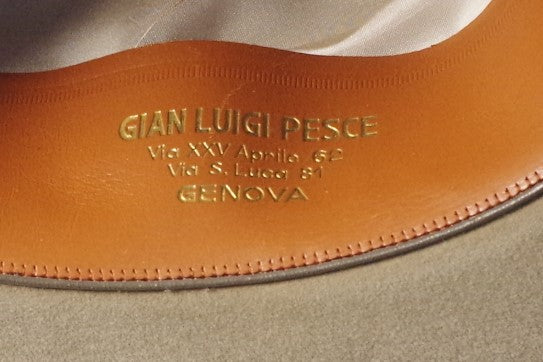 GIAN LUIGI PESCE
Via XXV Aprile 62
Via S. Luca 81
GENOVA